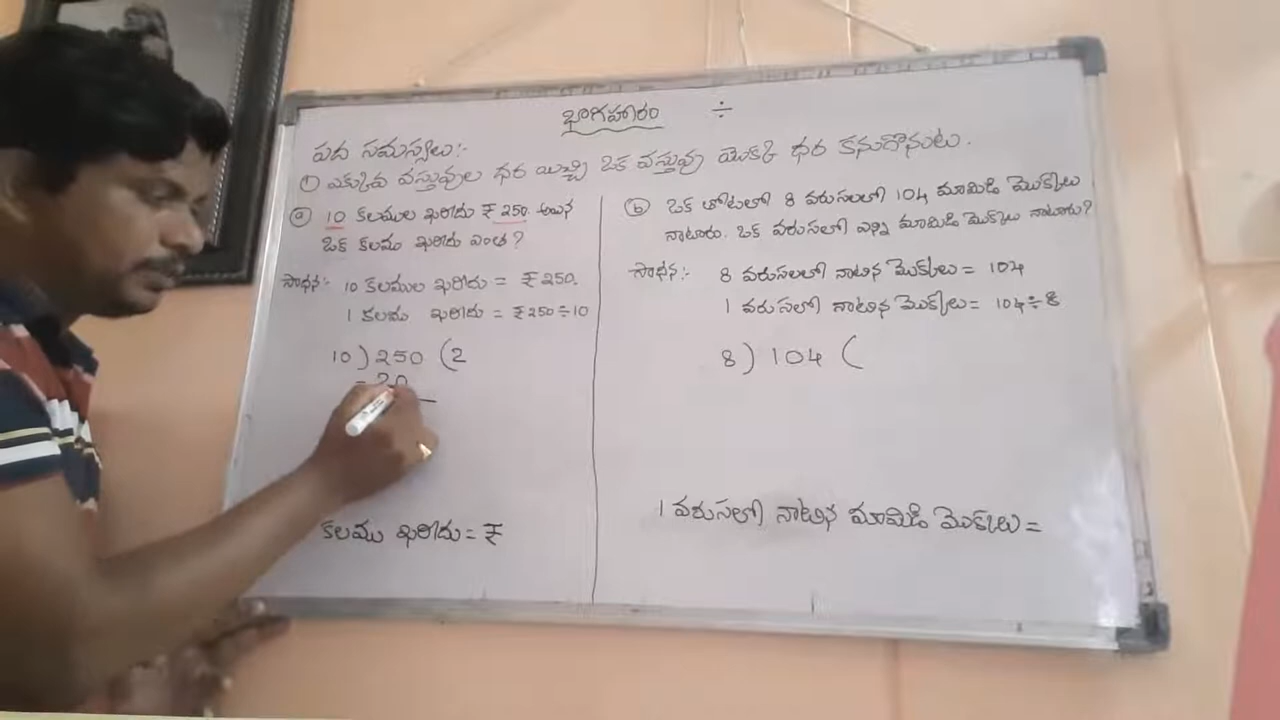 భాగహారం ÷
పద సమస్యలు:-
① ఎక్కువ వస్తువుల ధర యిచ్చి ఒక వస్తువు యొక్క ధర కనుగొనుట.
ⓐ 10 కలముల ఖరీదు ₹ 250. అయిన
ఒక కలము ఖరీదు ఎంత?
సాధన:- 10 కలముల ఖరీదు = ₹ 250.
1 కలము ఖరీదు = ₹ 250 ÷ 10
10 ) 250 ( 2
- 20
కలము ఖరీదు = ₹
ⓑ ఒక తోటలో 8 వరుసలలో 104 మామిడి మొక్కలు
నాటారు. ఒక వరుసలో ఎన్ని మామిడి మొక్కలు నాటారు?
సాధన:- 8 వరుసలలో నాటిన మొక్కలు = 104
1 వరుసలో నాటిన మొక్కలు = 104 ÷ 8
8 ) 104 (
1 వరుసలో నాటిన మామిడి మొక్కలు =